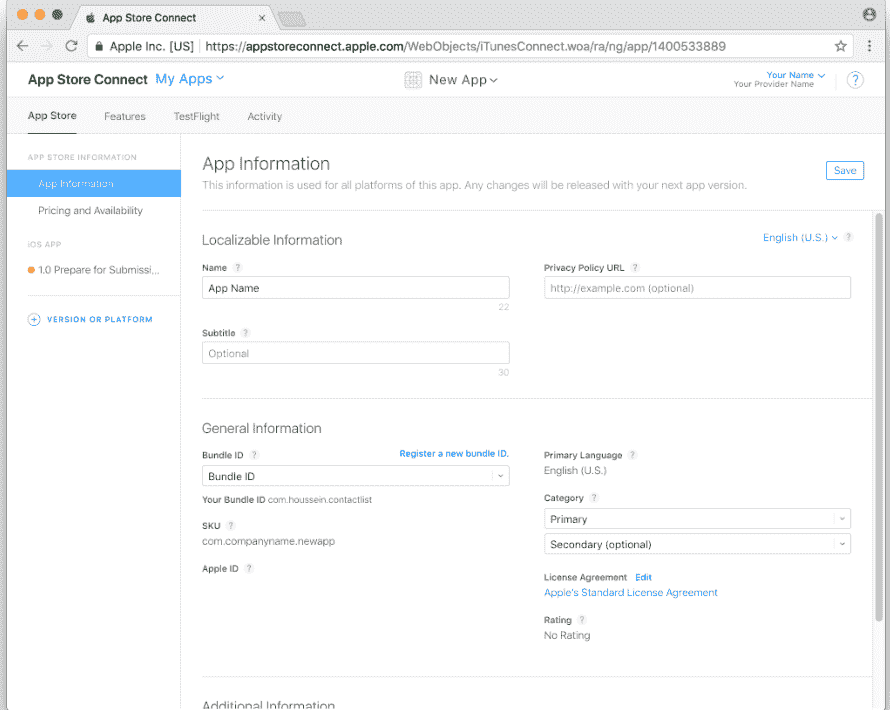 App Store Connect
Apple Inc. [US] https://appstoreconnect.apple.com/WebObjects/iTunesConnect.woa/ra/ng/app/1400533889
App Store Connect My Apps
New App
Your Name
Your Provider Name
?
App Store Features TestFlight Activity
APP STORE INFORMATION
App Information
Pricing and Availability
iOS APP
1.0 Prepare for Submissi...
VERSION OR PLATFORM
App Information
Save
This information is used for all platforms of this app. Any changes will be released with your next app version.
Localizable Information
English (U.S.) ?
Name ?
App Name
22
Privacy Policy URL ?
http://example.com (optional)
Subtitle ?
Optional
30
General Information
Bundle ID ? Register a new bundle ID.
Bundle ID
Your Bundle ID com.houssein.contactlist
SKU ?
com.companyname.newapp
Apple ID ?
Primary Language ?
English (U.S.)
Category ?
Primary
Secondary (optional)
License Agreement Edit
Apple's Standard License Agreement
Rating ?
No Rating
Additional Information